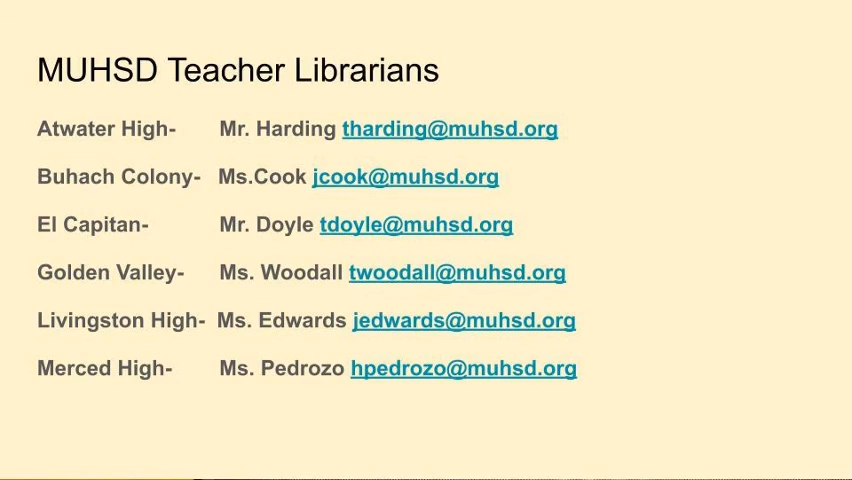 MUHSD Teacher Librarians
Atwater High- Mr. Harding tharding@muhsd.org
Buhach Colony- Ms.Cook jcook@muhsd.org
El Capitan- Mr. Doyle tdoyle@muhsd.org
Golden Valley- Ms. Woodall twoodall@muhsd.org
Livingston High- Ms. Edwards jedwards@muhsd.org
Merced High- Ms. Pedrozo hpedrozo@muhsd.org